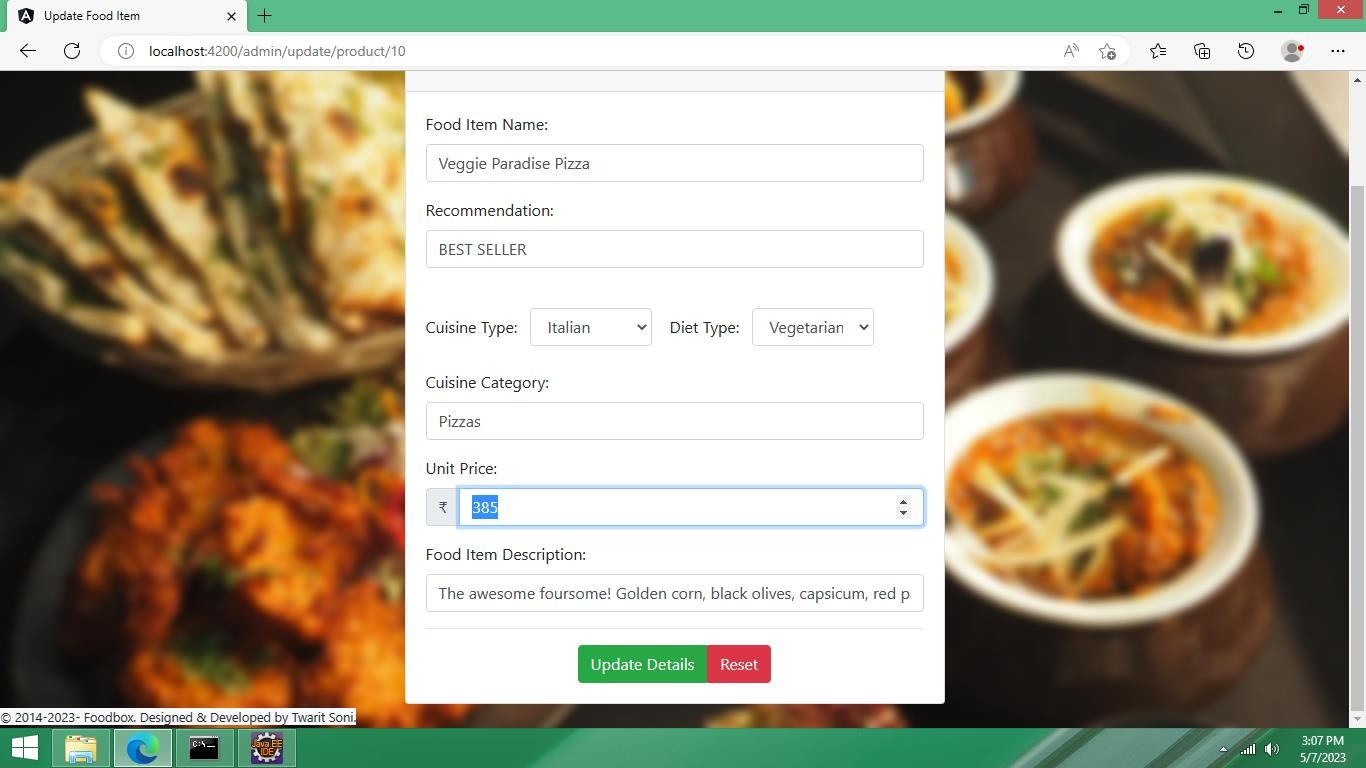 Update Food Item
localhost:4200/admin/update/product/10
Food Item Name:
Veggie Paradise Pizza
Recommendation:
BEST SELLER
Cuisine Type: Italian Diet Type: Vegetarian
Cuisine Category:
Pizzas
Unit Price:
₹ 385
Food Item Description:
The awesome foursome! Golden corn, black olives, capsicum, red p
Update Details Reset
© 2014-2023- Foodbox. Designed & Developed by Twarit Soni.
C:\_
Java EE
IDE
3:07 PM
5/7/2023